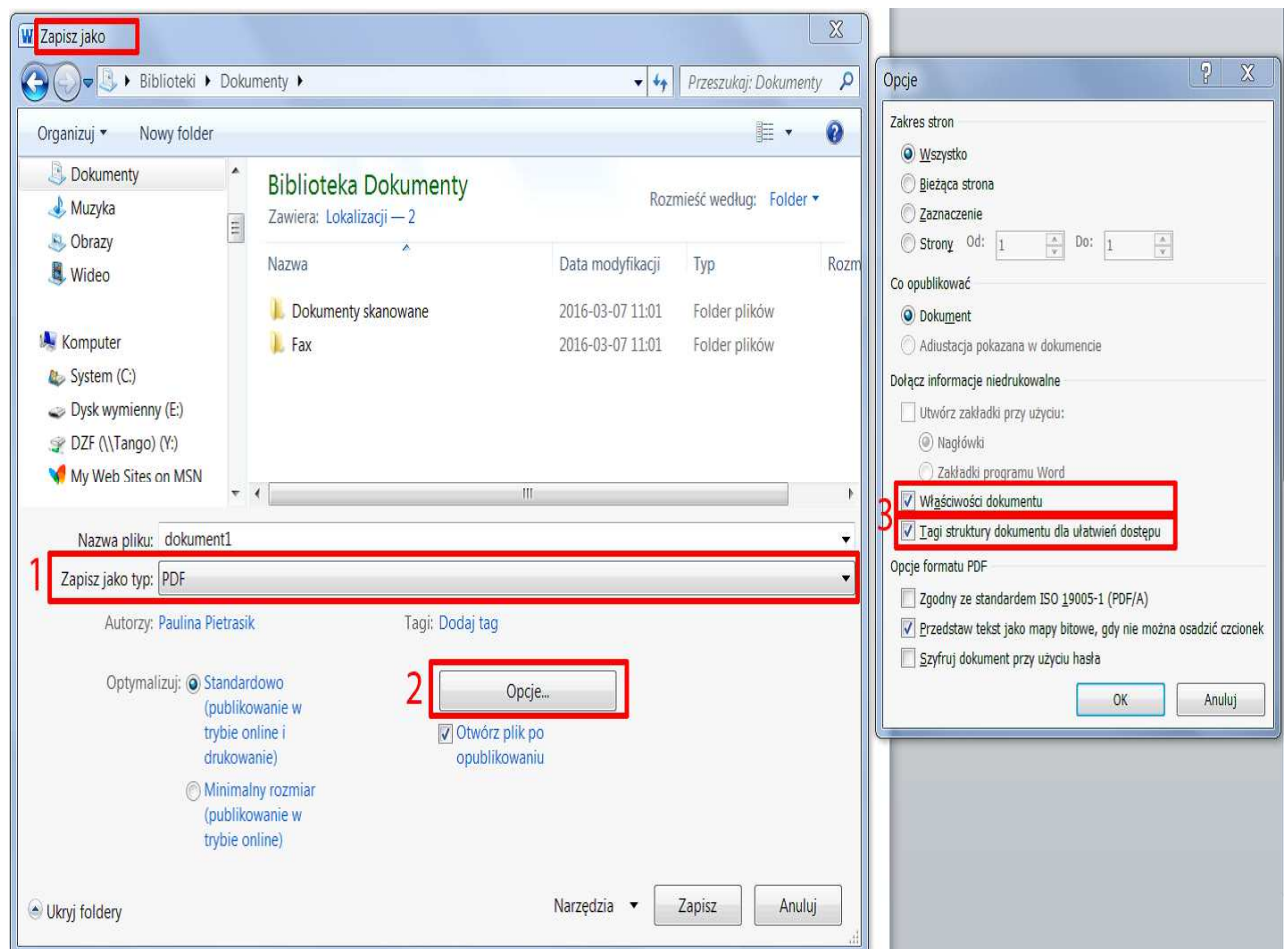 Zapisz jako
Biblioteki Dokumenty
Przeszukaj: Dokumenty
Organizuj Nowy folder
Dokumenty
Muzyka
Obrazy
Wideo
Komputer
System (C:)
Dysk wymienny (E:)
DZF (\\Tango) (Y:)
My Web Sites on MSN
Biblioteka Dokumenty
Zawiera: Lokalizacji — 2
Rozmieść według: Folder
Nazwa Data modyfikacji Typ Rozm
Dokumenty skanowane 2016-03-07 11:01 Folder plików
Fax 2016-03-07 11:01 Folder plików
Nazwa pliku: dokument1
1 Zapisz jako typ: PDF
Autorzy: Paulina Pietrasik Tagi: Dodaj tag
Optymalizuj: Standardowo
(publikowanie w
trybie online i
drukowanie)
Minimalny rozmiar
(publikowanie w
trybie online)
2 Opcje...
Otwórz plik po
opublikowaniu
Ukryj foldery Narzędzia Zapisz Anuluj
Opcje
Zakres stron
Wszystko
Bieżąca strona
Zaznaczenie
Strony Od: 1 Do: 1
Co opublikować
Dokument
Adiustacja pokazana w dokumencie
Dołącz informacje niedrukowalne
Utwórz zakładki przy użyciu:
Nagłówki
Zakładki programu Word
Właściwości dokumentu
3 Tagi struktury dokumentu dla ułatwień dostępu
Opcje formatu PDF
Zgodny ze standardem ISO 19005-1 (PDF/A)
Przedstaw tekst jako mapy bitowe, gdy nie można osadzić czcionek
Szyfruj dokument przy użyciu hasła
OK Anuluj